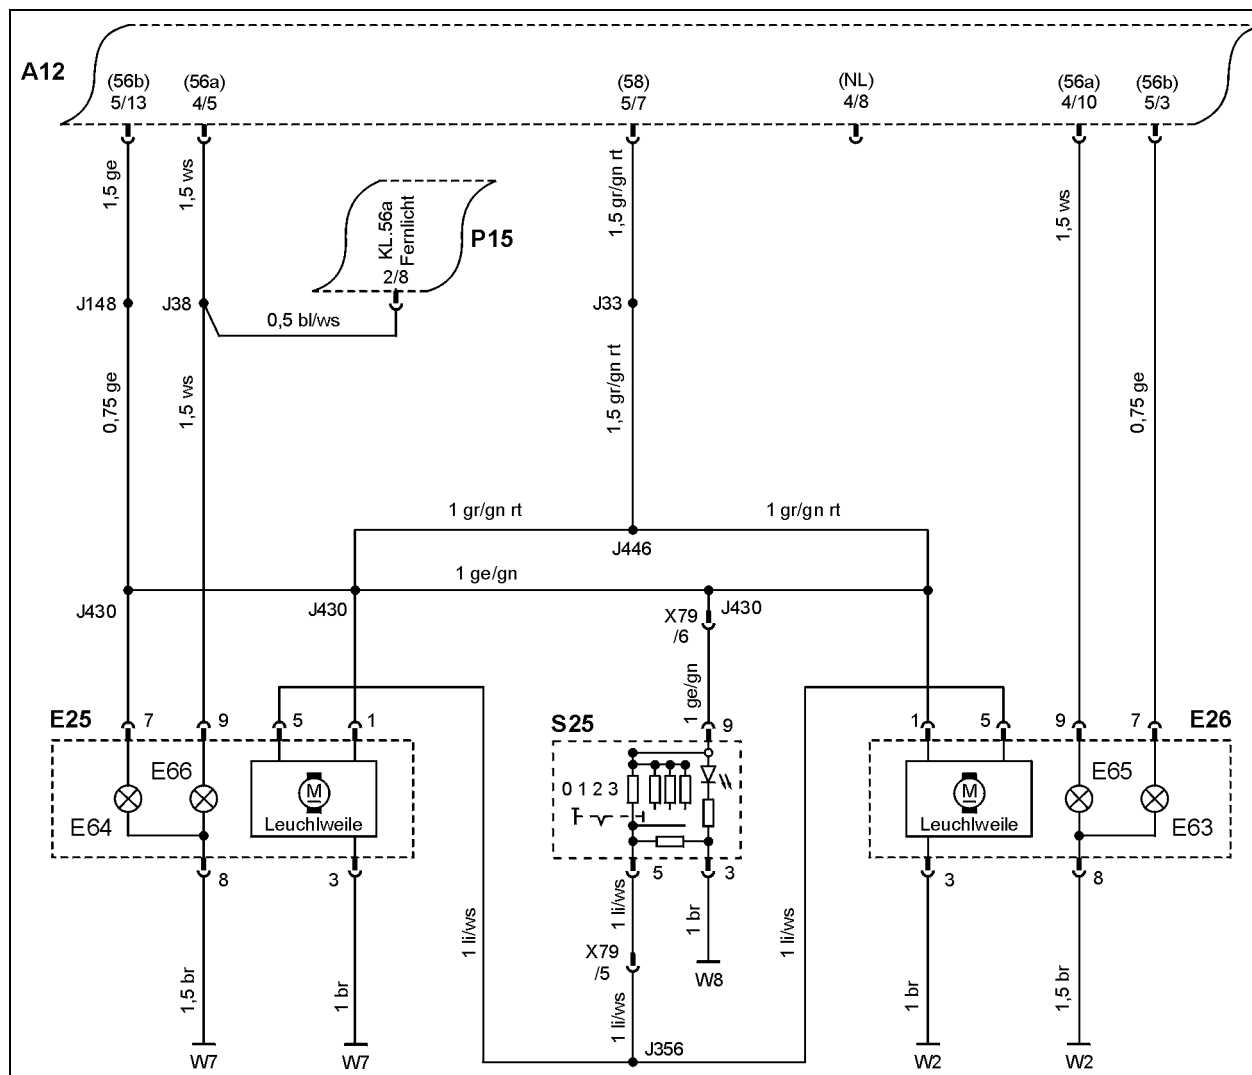 A12
(56b)
5/13
(56a)
4/5
(58)
5/7
(NL)
4/8
(56a)
4/10
(56b)
5/3
1,5 ge
1,5 ws
KL.56a
Fernlicht
2/8
P15
1,5 gr/gn rt
1,5 ws
J148
J38
0,5 bl/ws
J33
0,75 ge
1,5 ws
1,5 gr/gn rt
0,75 ge
1 gr/gn rt
1 gr/gn rt
J446
1 ge/gn
J430
J430
J430
X79
/6
1 ge/gn
E25
7
9
5
1
S25
9
1
5
9
7
E26
E66
E64
M
Leuchlweile
0 1 2 3
M
Leuchlweile
E65
E63
8
3
5
3
3
8
1,5 br
1 br
1 li/ws
1 li/ws
1 br
X79
/5
W8
1 li/ws
1 li/ws
1 br
1,5 br
J356
W7
W7
W2
W2